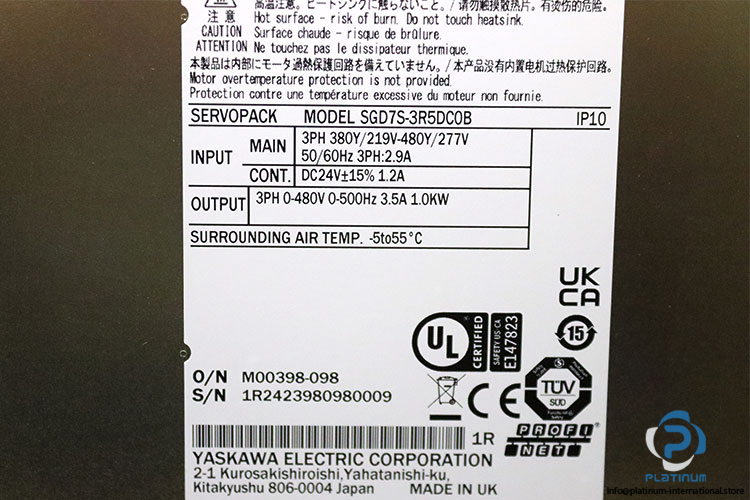 注意
高温注意。ヒートシンクに触らないこと。/请勿触摸散热片。有烫伤的危险。
Hot surface - risk of burn. Do not touch heatsink.
CAUTION Surface chaude - risque de brûlure.
ATTENTION Ne touchez pas le dissipateur thermique.
本製品は内部にモータ過熱保護回路を備えていません。/本产品没有内置电机过热保护回路.
Motor overtemperature protection is not provided.
Protection contre une température excessive du moteur non fournie.
SERVOPACK MODEL SGD7S-3R5DC0B IP10
INPUT MAIN 3PH 380Y/219V-480Y/277V
50/60Hz 3PH:2.9A
CONT. DC24V±15% 1.2A
OUTPUT 3PH 0-480V 0-500Hz 3.5A 1.0KW
SURROUNDING AIR TEMP. -5to55°C
UK
CA
15
UL CERTIFIED SAFETY US CA E147823
O/N M00398-098
S/N 1R2423980980009
CE
TÜV
SÜD
1R
PROFI
NET
YASKAWA ELECTRIC CORPORATION
2-1 Kurosakishiroishi,Yahatanishi-ku,
Kitakyushu 806-0004 Japan MADE IN UK
PLATINUM
info@platinum-international.store